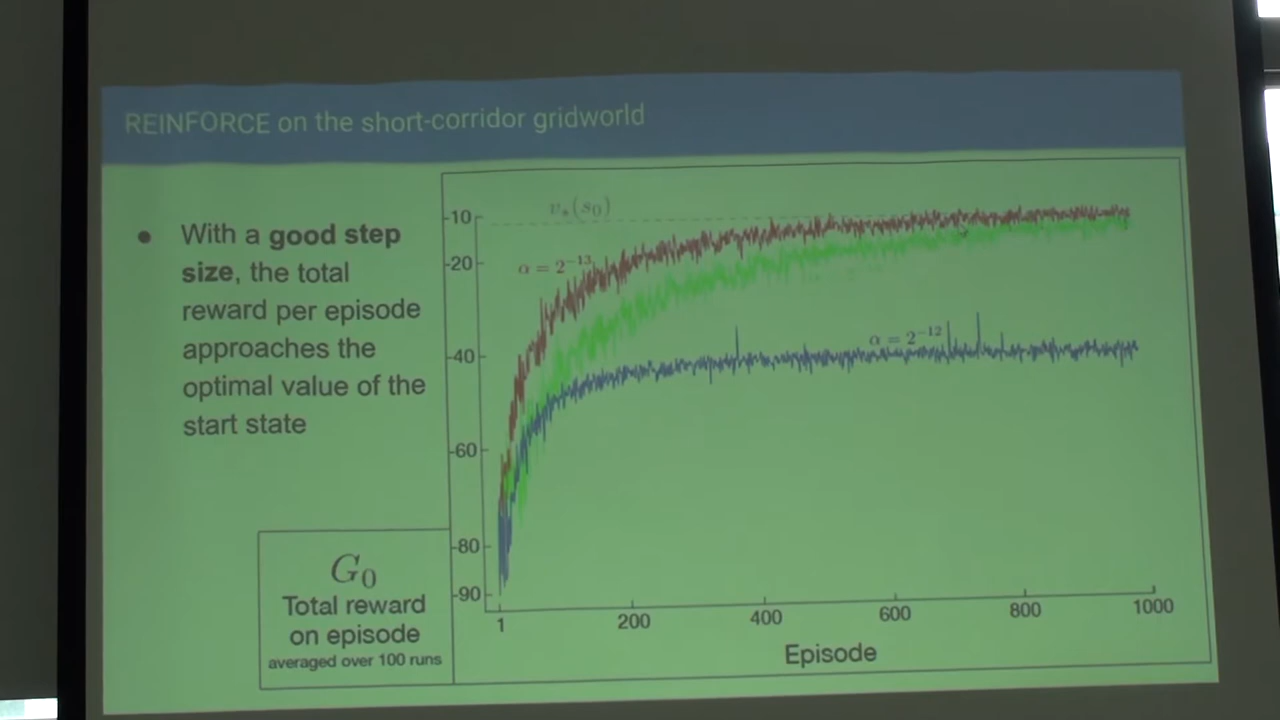 REINFORCE on the short-corridor gridworld
● With a good step
size, the total
reward per episode
approaches the
optimal value of the
start state
v*(s0)
-10
-20
α = 2^-13
α = 2^-12
-40
-60
-80
-90
G0
Total reward
on episode
averaged over 100 runs
1 200 400 600 800 1000
Episode